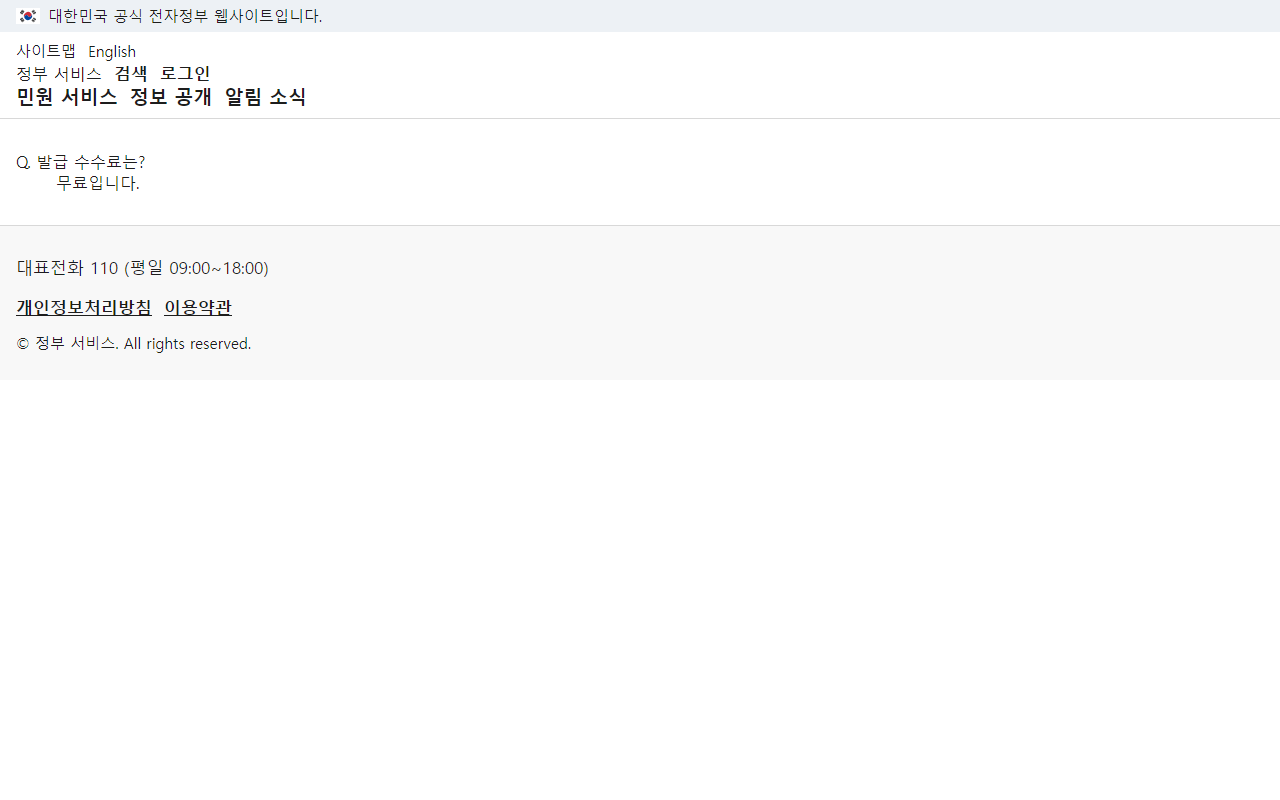 대한민국 공식 전자정부 웹사이트입니다.
사이트맵 English
정부 서비스 검색 로그인
민원 서비스 정보 공개 알림 소식
Q. 발급 수수료는?
무료입니다.
대표전화 110 (평일 09:00~18:00)
개인정보처리방침 이용약관
© 정부 서비스. All rights reserved.